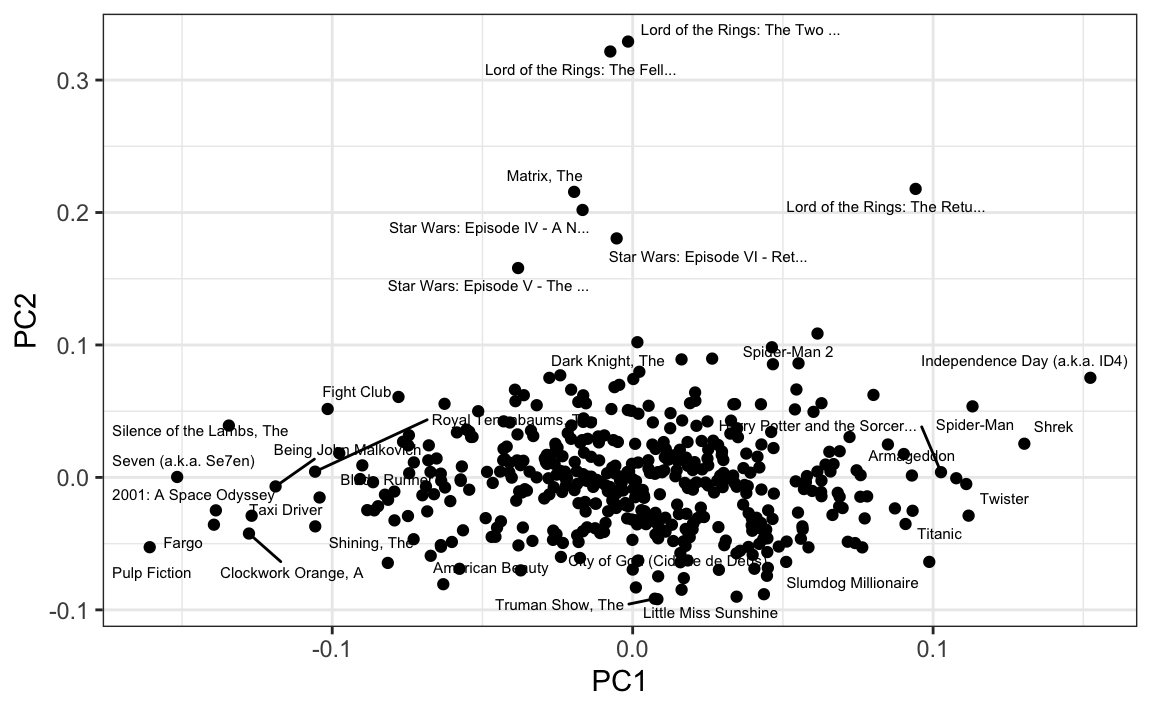 Lord of the Rings: The Two ...
Lord of the Rings: The Fell...
0.3
Matrix, The
0.2
Lord of the Rings: The Retu...
Star Wars: Episode IV - A N...
Star Wars: Episode VI - Ret...
Star Wars: Episode V - The ...
PC2
0.1
Spider-Man 2
Dark Knight, The
Independence Day (a.k.a. ID4)
Fight Club
Royal Tenenbaums, T
Harry Potter and the Sorcer...
Spider-Man
Shrek
Silence of the Lambs, The
Being John Malkovich
Armageddon
Seven (a.k.a. Se7en)
0.0
Blade Runner
2001: A Space Odyssey
Twister
Taxi Driver
Titanic
Fargo
Shining, The
City of God (Cidade de Deus)
Pulp Fiction
Clockwork Orange, A
American Beauty
Slumdog Millionaire
Truman Show, The
Little Miss Sunshine
-0.1
-0.1
0.0
0.1
PC1